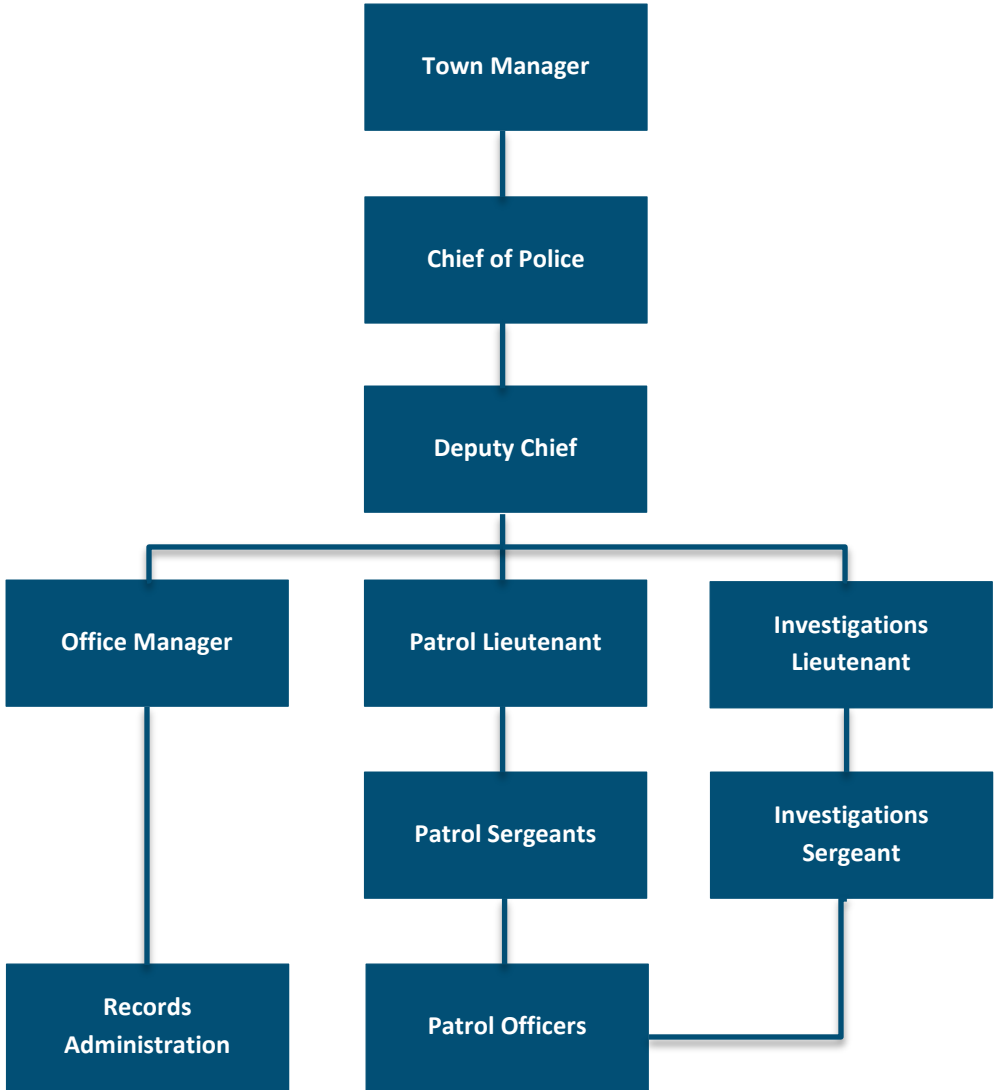 Town Manager
Chief of Police
Deputy Chief
Office Manager
Patrol Lieutenant
Investigations
Lieutenant
Patrol Sergeants
Investigations
Sergeant
Records
Administration
Patrol Officers